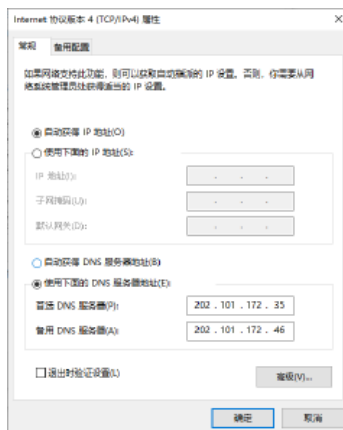 Internet 协议版本 4 (TCP/IPv4) 属性
常规
备用配置
如果网络支持此功能，则可以获取自动指派的 IP 设置。否则，你需要从网
络系统管理员处获得适当的 IP 设置。
自动获得 IP 地址(O)
使用下面的 IP 地址(S):
IP 地址(I):
子网掩码(U):
默认网关(D):
自动获得 DNS 服务器地址(B)
使用下面的 DNS 服务器地址(E):
首选 DNS 服务器(P):
202 . 101 . 172 . 35
备用 DNS 服务器(A):
202 . 101 . 172 . 46
退出时验证设置(L)
高级(V)...
确定
取消